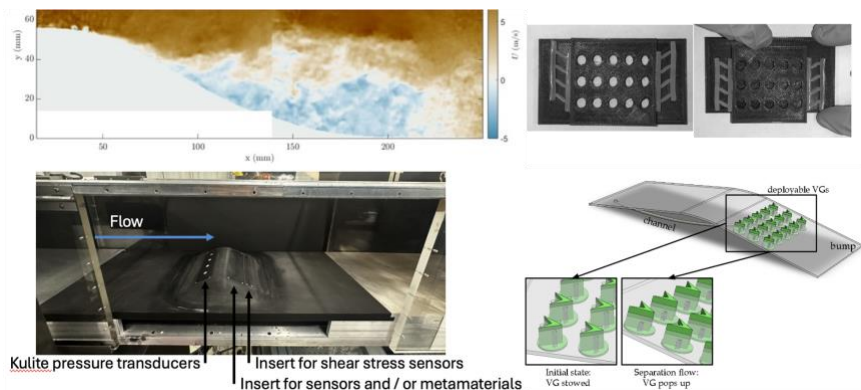 60
40
20
0
y (mm)
50
100
150
200
x (mm)
5
0
-5
U (m/s)
Flow
Kulite pressure transducers
Insert for shear stress sensors
Insert for sensors and / or metamaterials
deployable VGs
channel
bump
Initial state:
VG stowed
Separation flow:
VG pops up